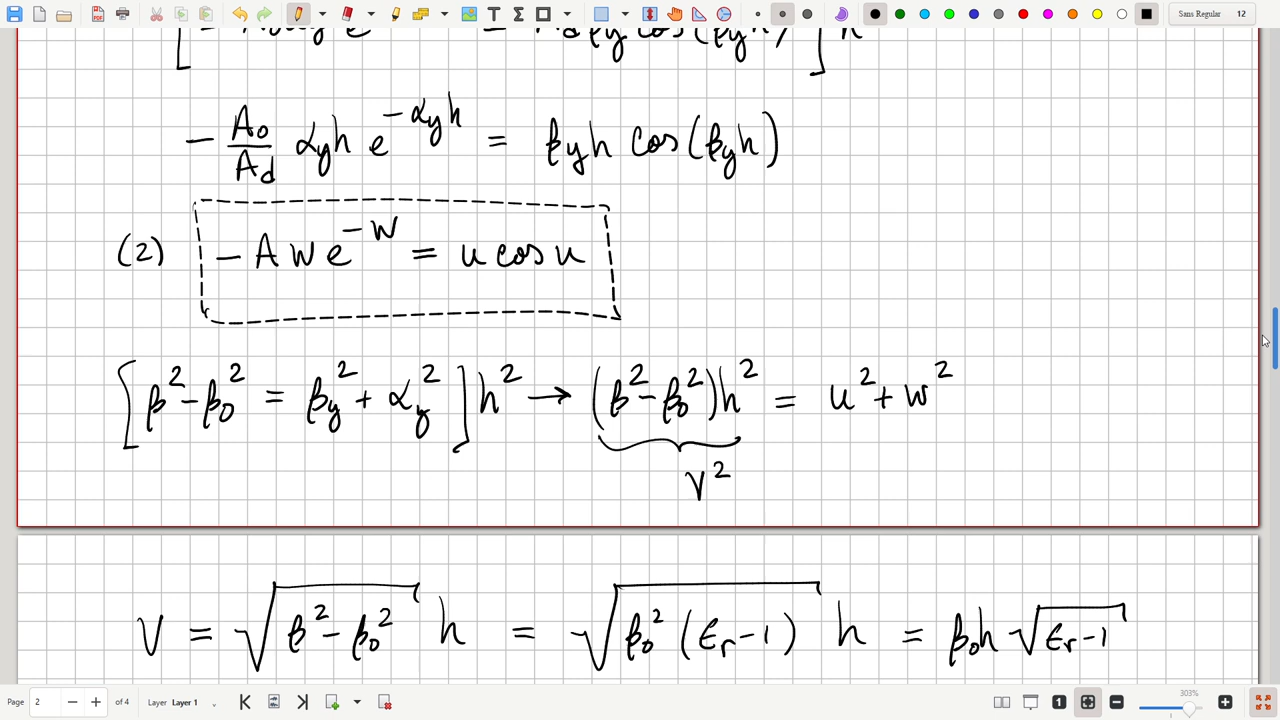 Sans Regular 12
- A₀/A_d α_y h e^{-α_y h} = β_y h cos(β_y h)
(2) - A w e^{-w} = u cos u
[β² - β₀² = β_y² + α_y²] h² → (β² - β₀²)h² = u² + w²
V²
V = √(β² - β₀²) h = √(β₀² (ε_r - 1)) h = β₀h √(ε_r - 1)
Page 2 of 4 Layer Layer 1 303%